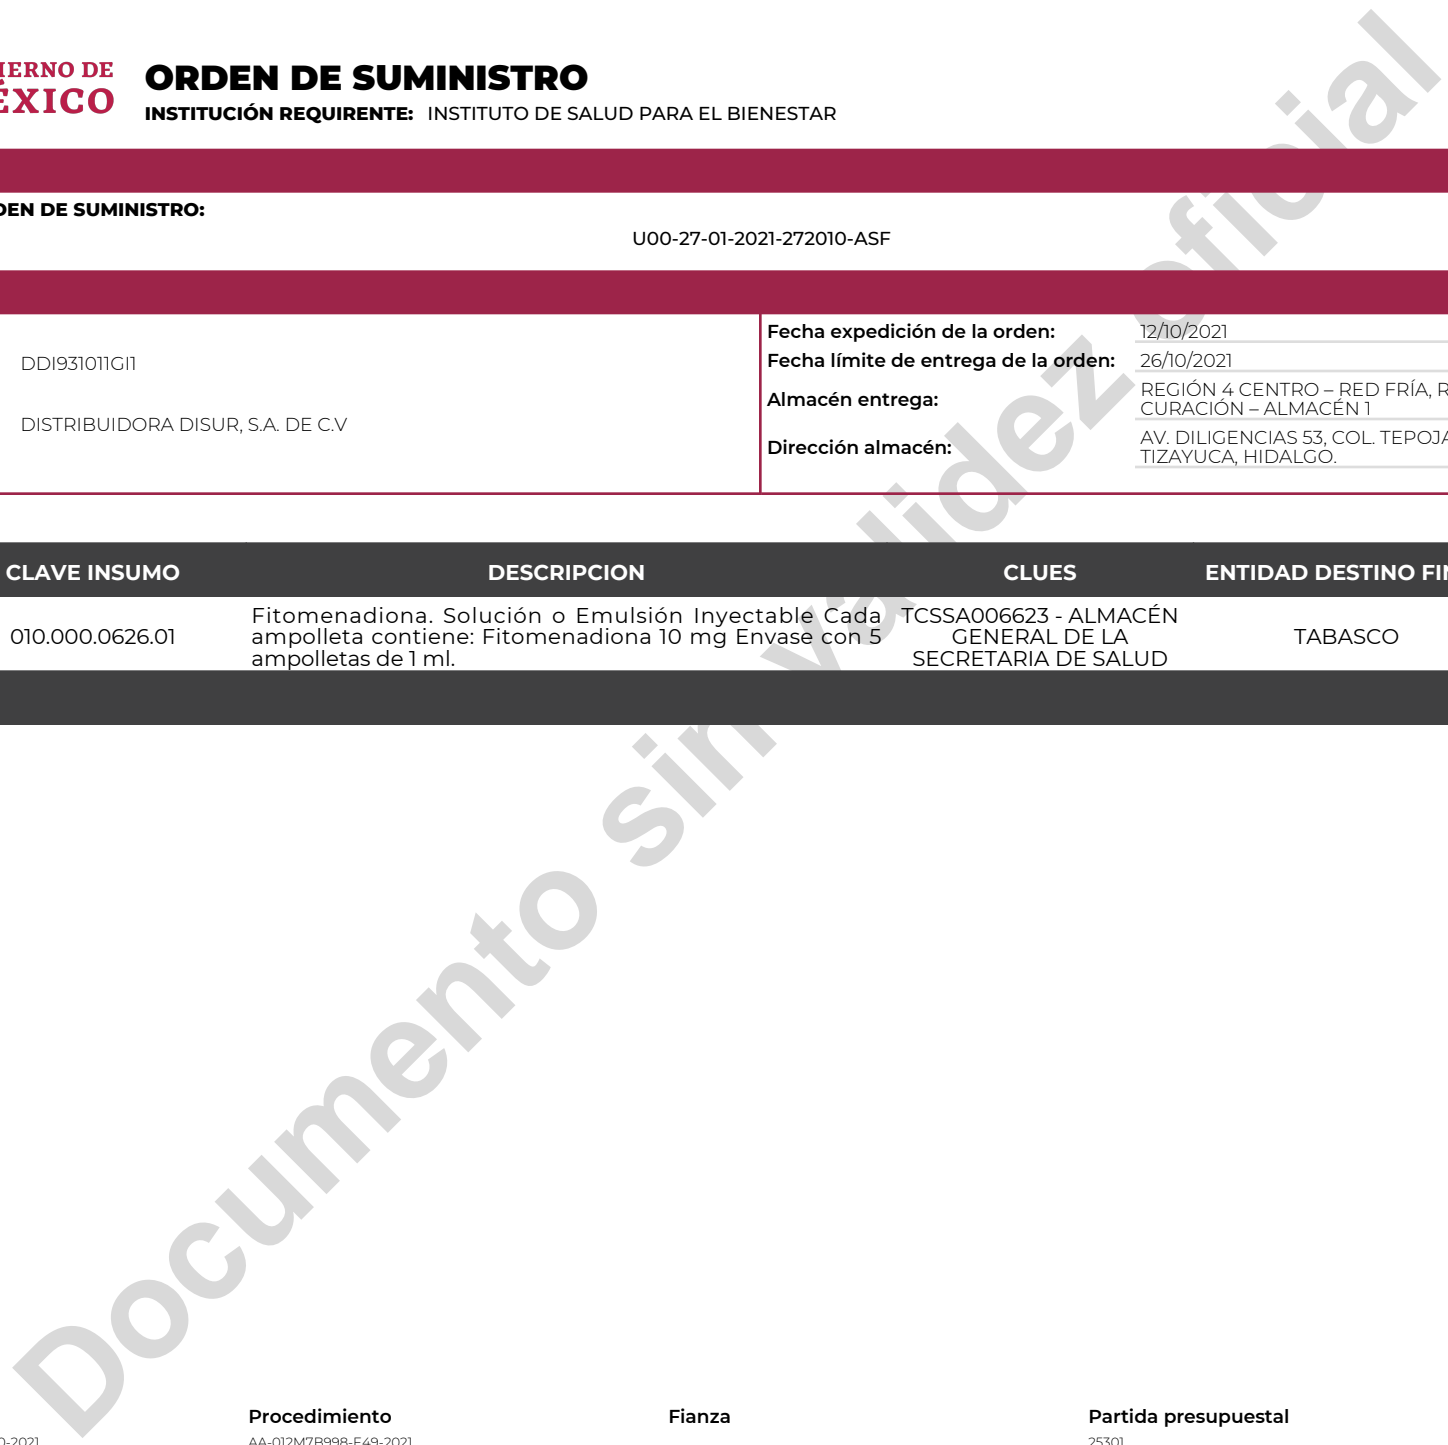 ORDEN DE SUMINISTRO
INSTITUCIÓN REQUIRENTE: INSTITUTO DE SALUD PARA EL BIENESTAR
DE
DE SUMINISTRO:
U00-27-01-2021-272010-ASF
DDI931011GI1
DISTRIBUIDORA DISUR, S.A. DE C.V
Fecha expedición de la orden: 12/10/2021
Fecha límite de entrega de la orden: 26/10/2021
Almacén entrega: REGIÓN 4 CENTRO – RED FRÍA,
CURACIÓN – ALMACÉN 1
Dirección almacén: AV. DILIGENCIAS 53, COL.
TIZAYUCA, HIDALGO.
CLAVE INSUMO DESCRIPCION CLUES ENTIDAD DESTINO
010.000.0626.01
Fitomenadiona. Solución o Emulsión Inyectable Cada
ampolleta contiene: Fitomenadiona 10 mg Envase con 5
ampolletas de 1 ml.
TCSSA006623 - ALMACÉN
GENERAL DE LA
SECRETARIA DE SALUD
TABASCO
Documento sin validez oficial
Procedimiento Fianza Partida presupuestal
AA-012M7B998-E49-2021 25301